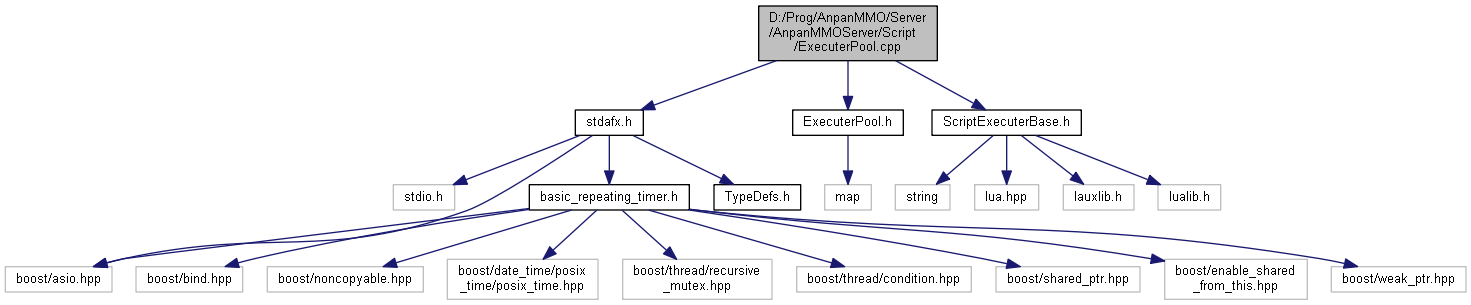 D:/Prog/AnpanMMO/Server
/AnpanMMOServer/Script
/ExecuterPool.cpp
stdafx.h
ExecuterPool.h
ScriptExecuterBase.h
stdio.h
basic_repeating_timer.h
TypeDefs.h
map
string
lua.hpp
lauxlib.h
lualib.h
boost/asio.hpp
boost/bind.hpp
boost/noncopyable.hpp
boost/date_time/posix
_time/posix_time.hpp
boost/thread/recursive
_mutex.hpp
boost/thread/condition.hpp
boost/shared_ptr.hpp
boost/enable_shared
_from_this.hpp
boost/weak_ptr.hpp